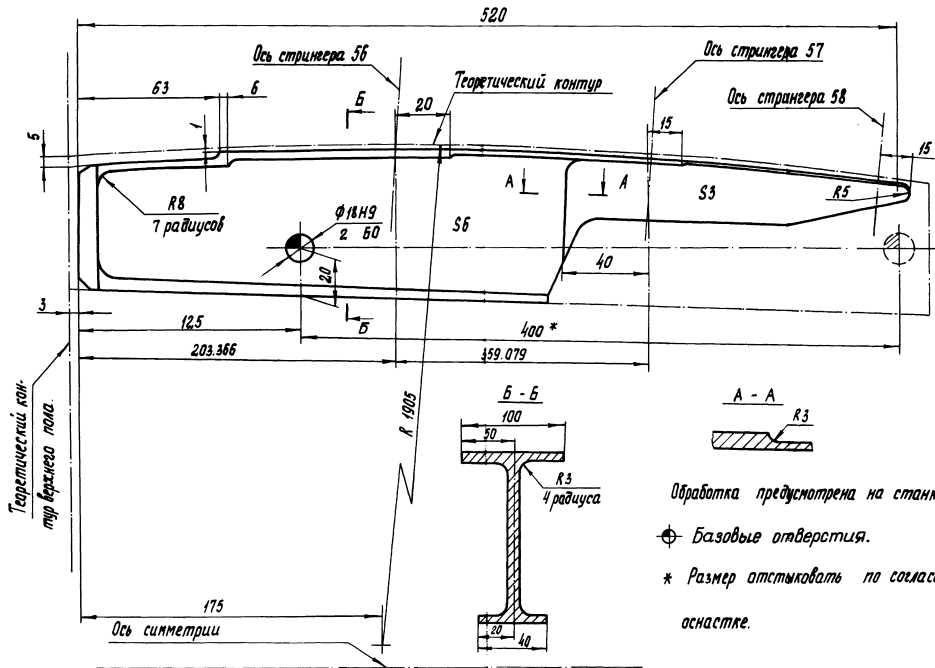 520
Ось стрингера 56
Ось стрингера 57
Теоретический контур
Ось стрингера 58
63
6
Б
20
15
5
1
15
А
А
R8
7 радиусов
S6
S3
R5
Ф18Н9
2 Б0
20
40
3
Б
125
400 *
203.366
359.079
Теоретический кон-
тур верхнего пола.
R 1905
Б - Б
100
50
R3
4 радиуса
20
40
А - А
R3
Обработка предусмотрена на станк
Базовые отверстия.
* Размер отстыковать по согласо
оснастке.
175
Ось симметрии